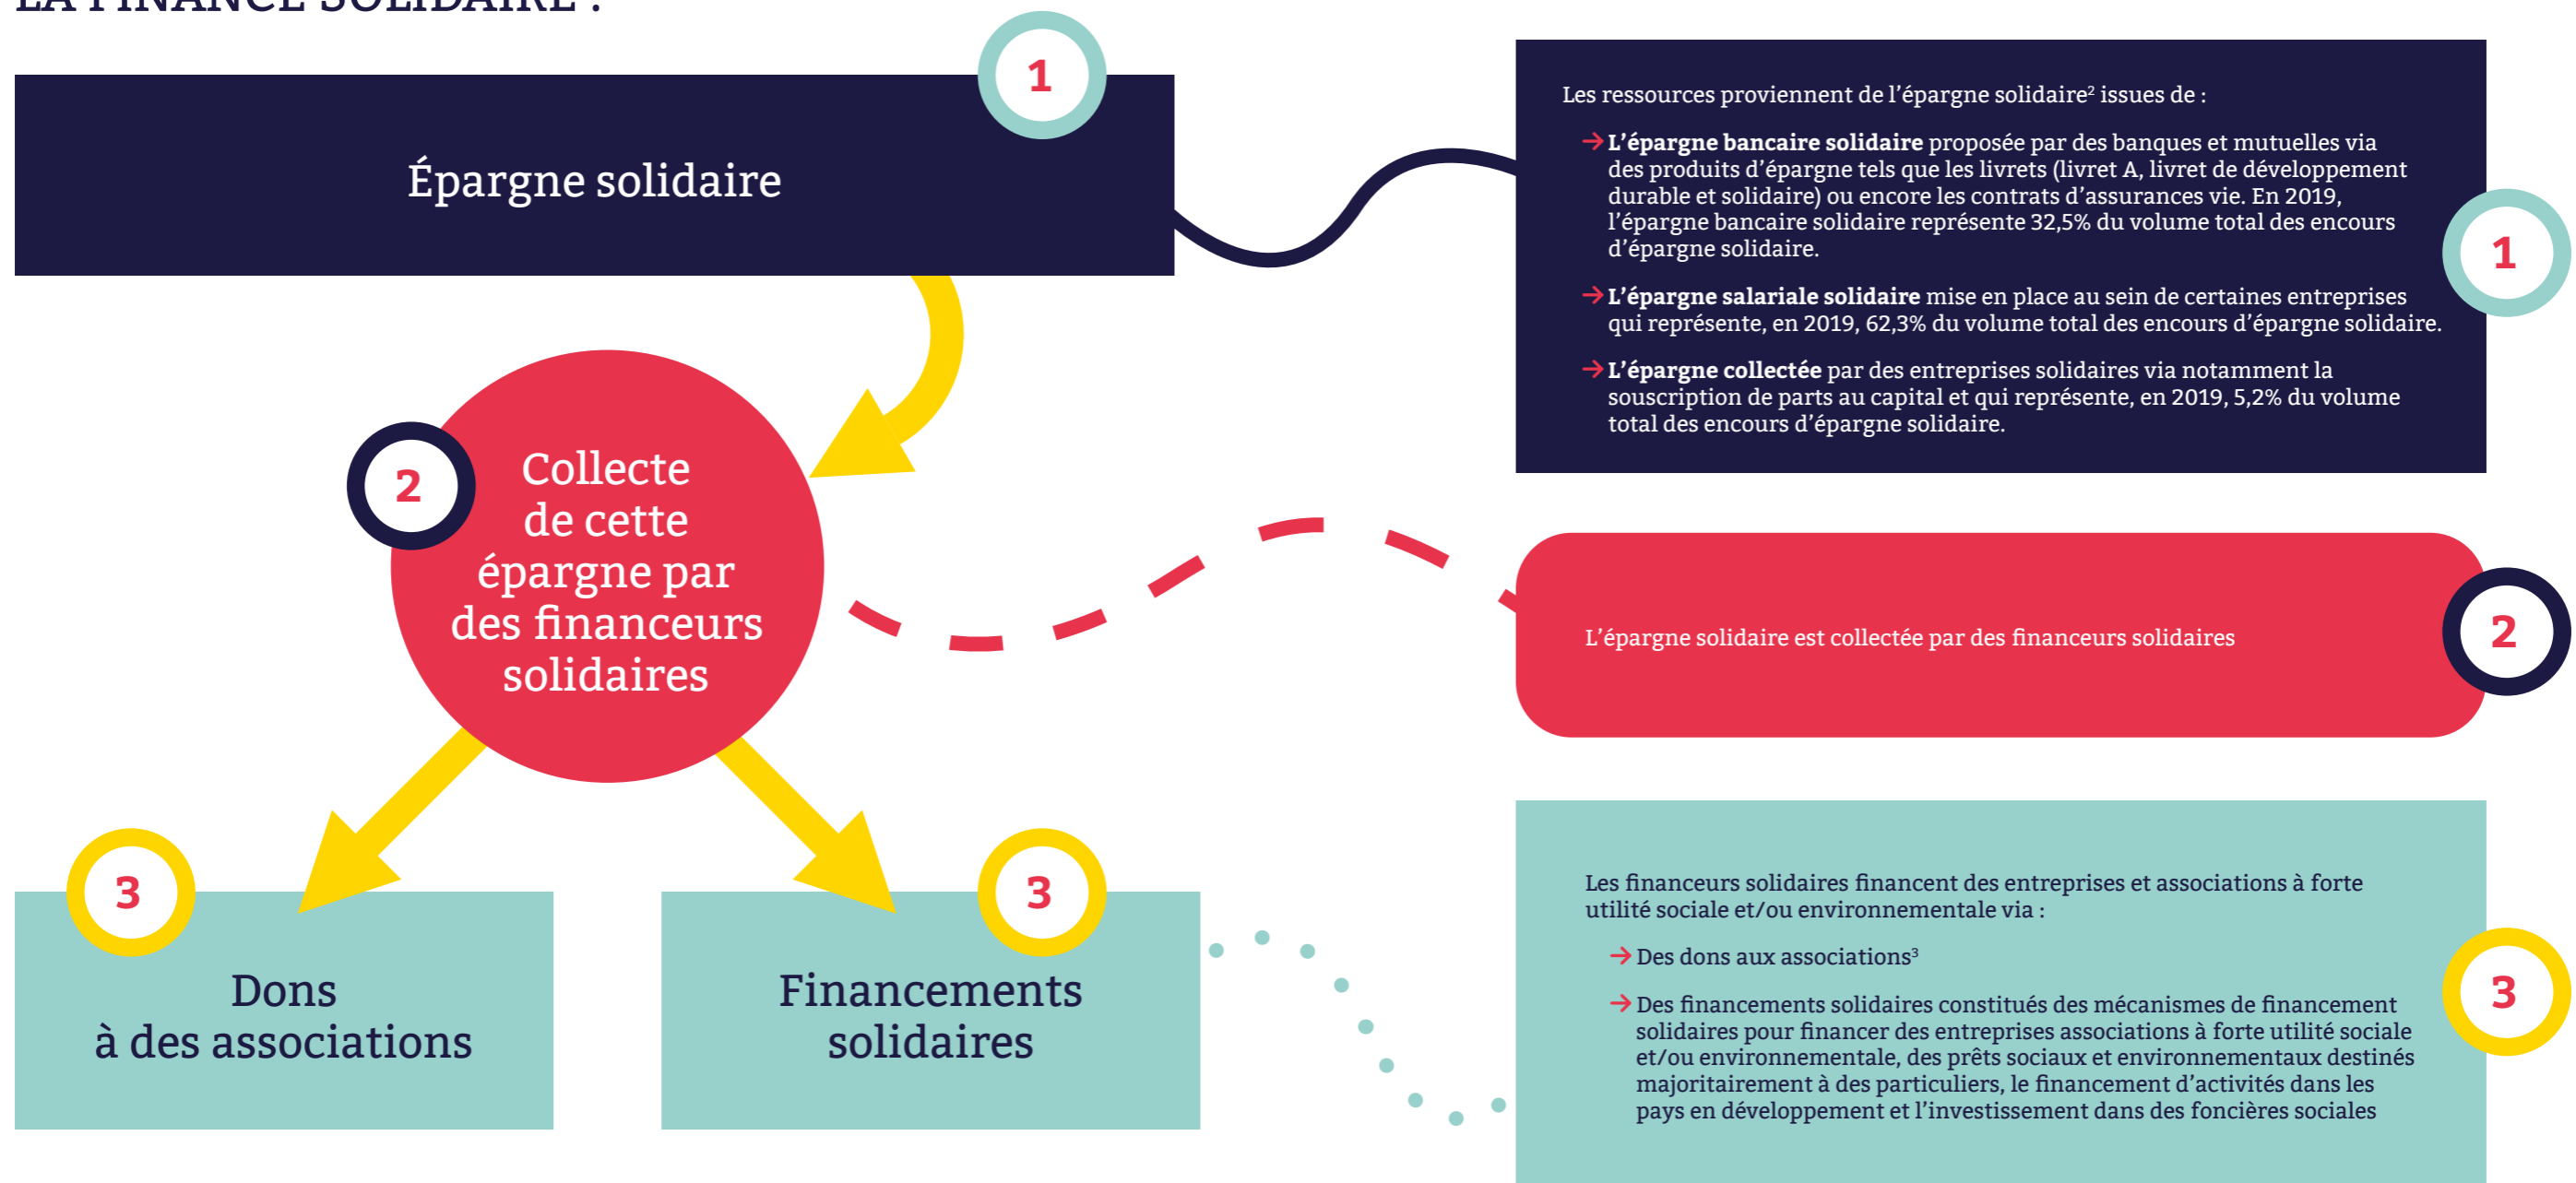 LA FINANCE SOLIDAIRE :
1
Épargne solidaire
2
Collecte
de cette
épargne par
des financeurs
solidaires
3
Dons
à des associations
3
Financements
solidaires
Les ressources proviennent de l'épargne solidaire² issues de :
→ L'épargne bancaire solidaire proposée par des banques et mutuelles via
des produits d'épargne tels que les livrets (livret A, livret de développement
durable et solidaire) ou encore les contrats d'assurances vie. En 2019,
l'épargne bancaire solidaire représente 32,5% du volume total des encours
d'épargne solidaire.
→ L'épargne salariale solidaire mise en place au sein de certaines entreprises
qui représente, en 2019, 62,3% du volume total des encours d'épargne solidaire.
→ L'épargne collectée par des entreprises solidaires via notamment la
souscription de parts au capital et qui représente, en 2019, 5,2% du volume
total des encours d'épargne solidaire.
1
L'épargne solidaire est collectée par des financeurs solidaires
2
Les financeurs solidaires financent des entreprises et associations à forte
utilité sociale et/ou environnementale via :
→ Des dons aux associations³
→ Des financements solidaires constitués des mécanismes de financement
solidaires pour financer des entreprises associations à forte utilité sociale
et/ou environnementale, des prêts sociaux et environnementaux destinés
majoritairement à des particuliers, le financement d'activités dans les
pays en développement et l'investissement dans des foncières sociales
3